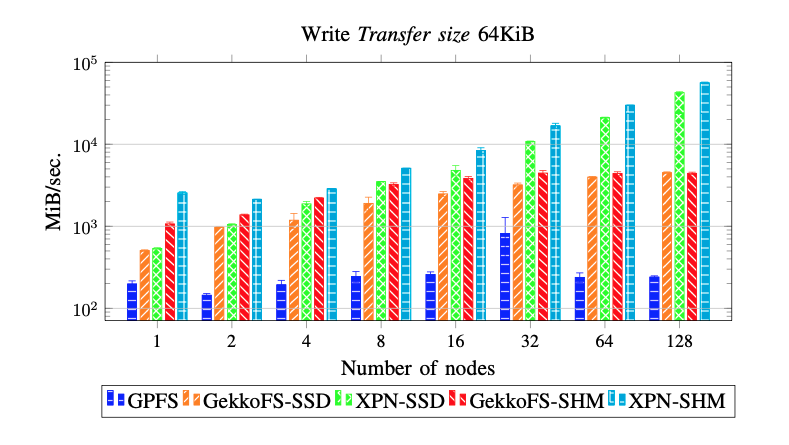 Write Transfer size 64KiB
10^5
10^4
10^3
10^2
MiB/sec.
1 2 4 8 16 32 64 128
Number of nodes
GPFS GekkoFS-SSD XPN-SSD GekkoFS-SHM XPN-SHM